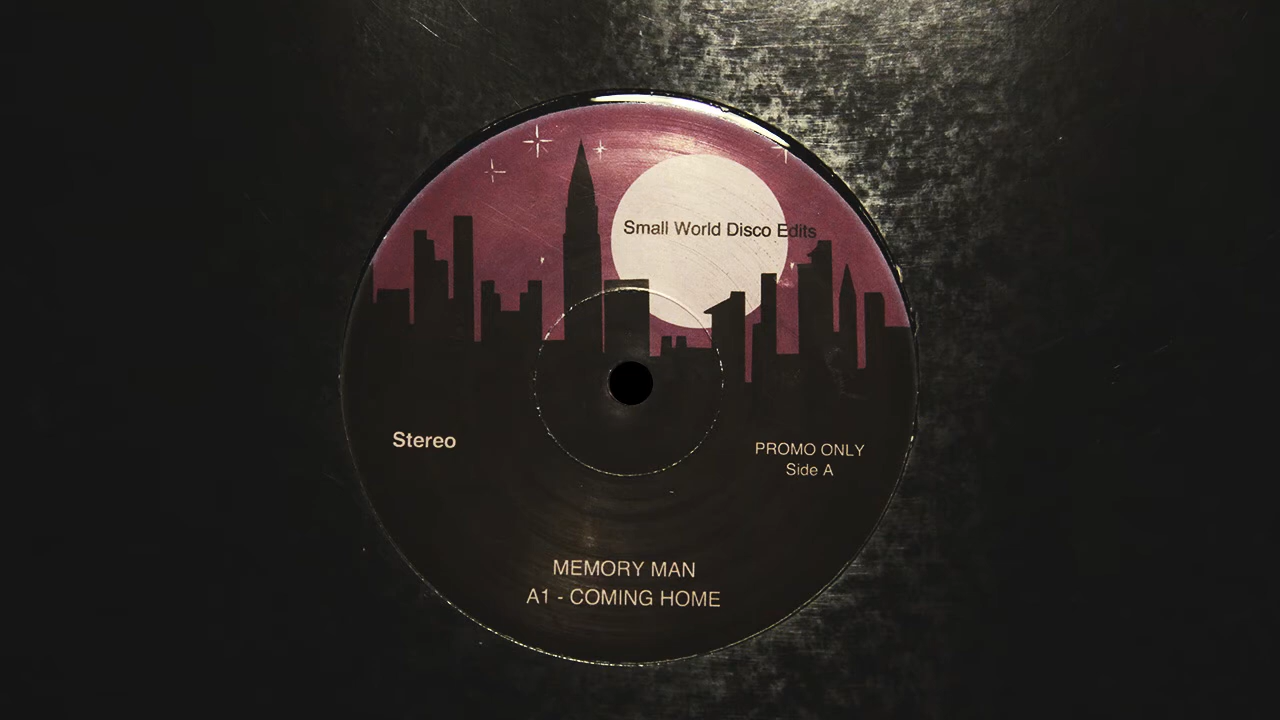 Small World Disco Edits
Stereo
PROMO ONLY
Side A
MEMORY MAN
A1 - COMING HOME